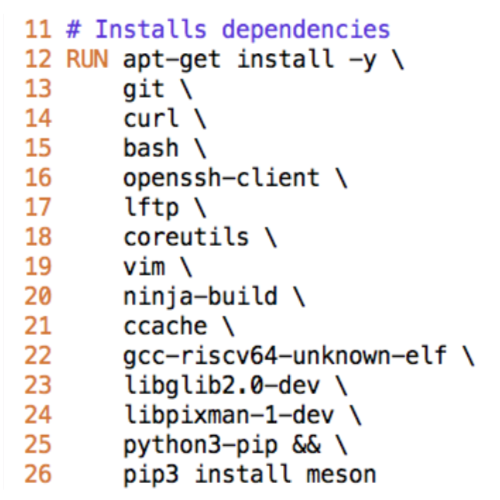 11 # Installs dependencies
12 RUN apt-get install -y \
13     git \
14     curl \
15     bash \
16     openssh-client \
17     lftp \
18     coreutils \
19     vim \
20     ninja-build \
21     ccache \
22     gcc-riscv64-unknown-elf \
23     libglib2.0-dev \
24     libpixman-1-dev \
25     python3-pip && \
26     pip3 install meson